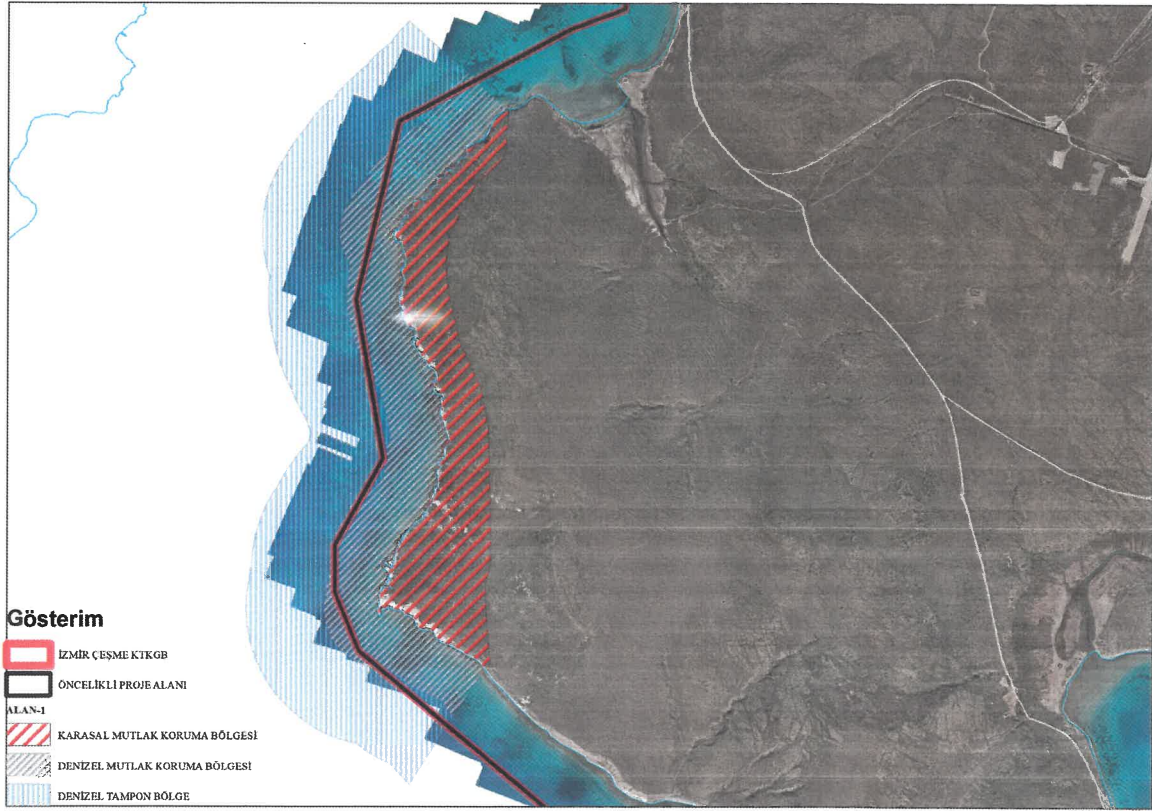 Gösterim
İZMİR ÇEŞME KTKGB
ÖNCELİKLİ PROJE ALANI
ALAN-1
KARASAL MUTLAK KORUMA BÖLGESİ
DENİZEL MUTLAK KORUMA BÖLGESİ
DENİZEL TAMPON BÖLGE